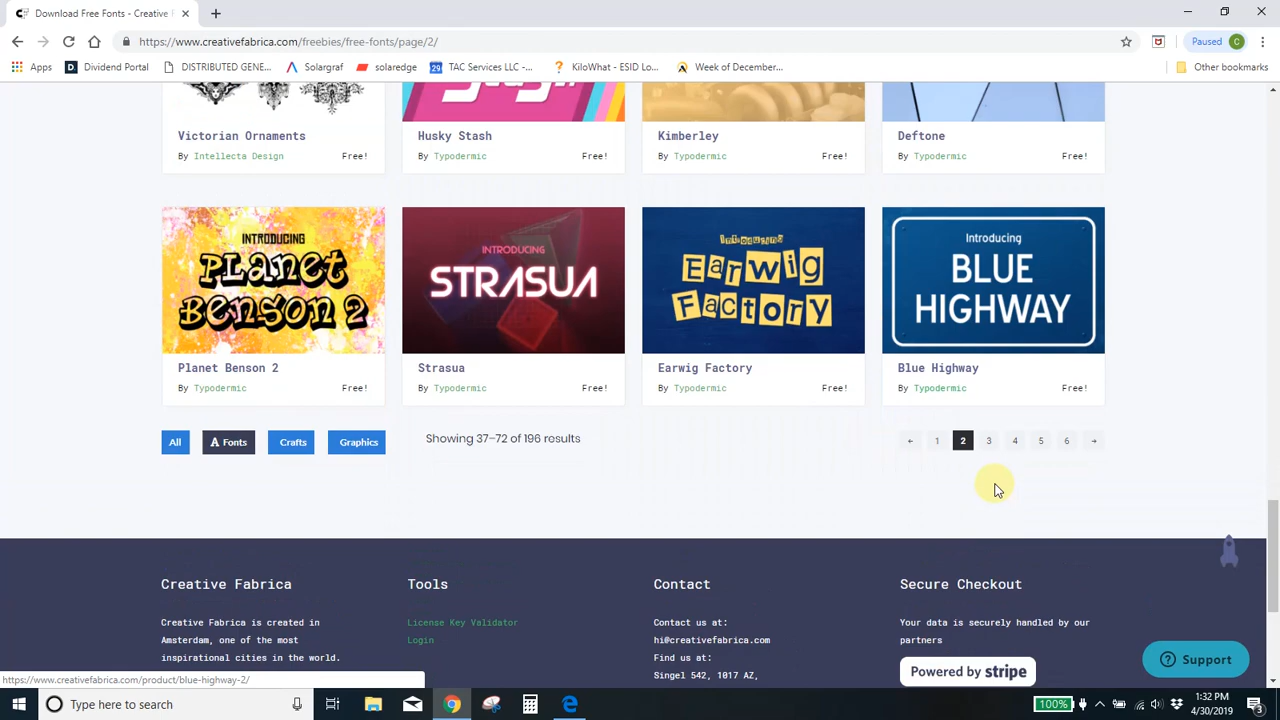 Download Free Fonts - Creative F
https://www.creativefabrica.com/freebies/free-fonts/page/2/
Paused C
Apps
Dividend Portal
DISTRIBUTED GENE...
Solargraf
solaredge
29 TAC Services LLC -...
KiloWhat - ESID Lo...
Week of December...
Other bookmarks
Victorian Ornaments
By Intellecta Design Free!
Husky Stash
By Typodermic Free!
Kimberley
By Typodermic Free!
Deftone
By Typodermic Free!
INTRODUCING
PLANET
BENSON 2
Planet Benson 2
By Typodermic Free!
INTRODUCING
STRASUA
Strasua
By Typodermic Free!
Introducing
Earwig
Factory
Earwig Factory
By Typodermic Free!
Introducing
BLUE
HIGHWAY
Blue Highway
By Typodermic Free!
All
A Fonts
Crafts
Graphics
Showing 37–72 of 196 results
← 1 2 3 4 5 6 →
Creative Fabrica
Creative Fabrica is created in
Amsterdam, one of the most
inspirational cities in the world.
Tools
License Key Validator
Login
Contact
Contact us at:
hi@creativefabrica.com
Find us at:
Singel 542, 1017 AZ,
Secure Checkout
Your data is securely handled by our
partners
Powered by stripe
Support
https://www.creativefabrica.com/product/blue-highway-2/
Type here to search
100%
1:32 PM
4/30/2019
3